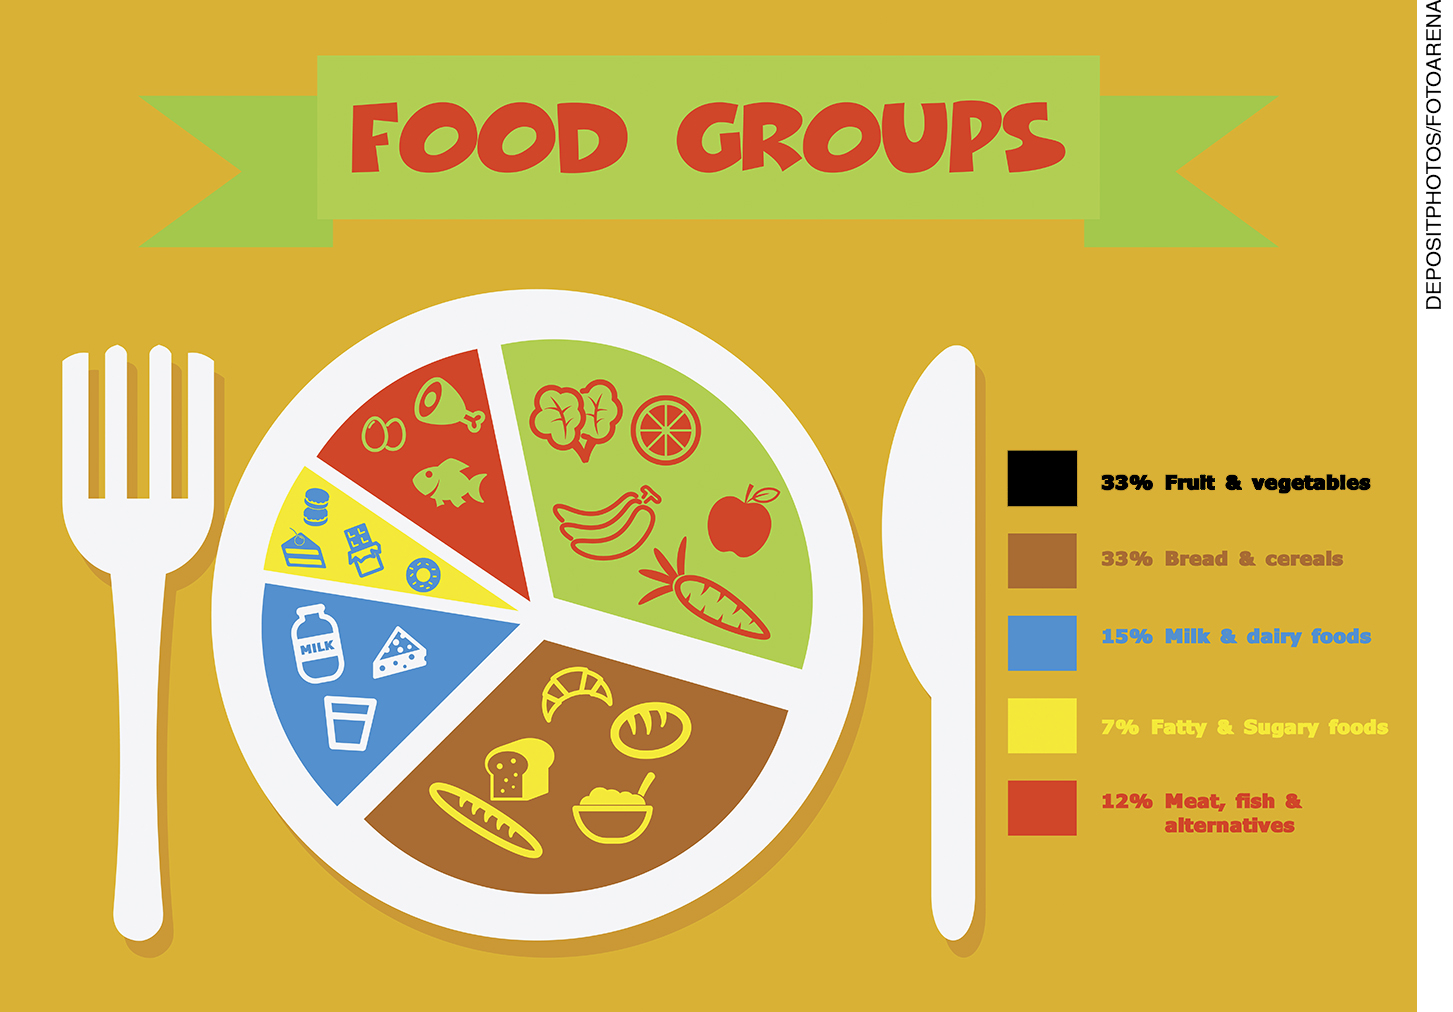 FOOD GROUPS
MILK
33% Fruit & vegetables
33% Bread & cereals
15% Milk & dairy foods
7% Fatty & Sugary foods
12% Meat, fish &
alternatives
DEPOSITPHOTOS/FOTOARENA